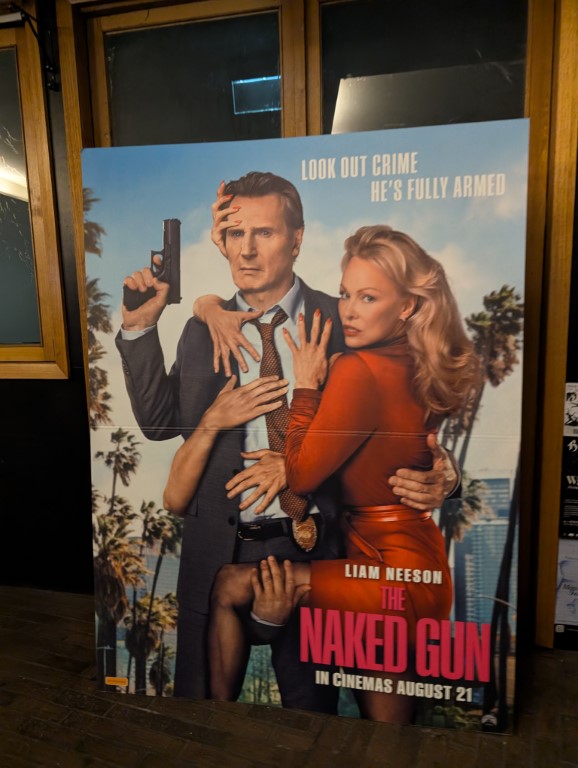 LOOK OUT CRIME
HE'S FULLY ARMED
LIAM NEESON
THE
NAKED GUN
IN CINEMAS AUGUST 21